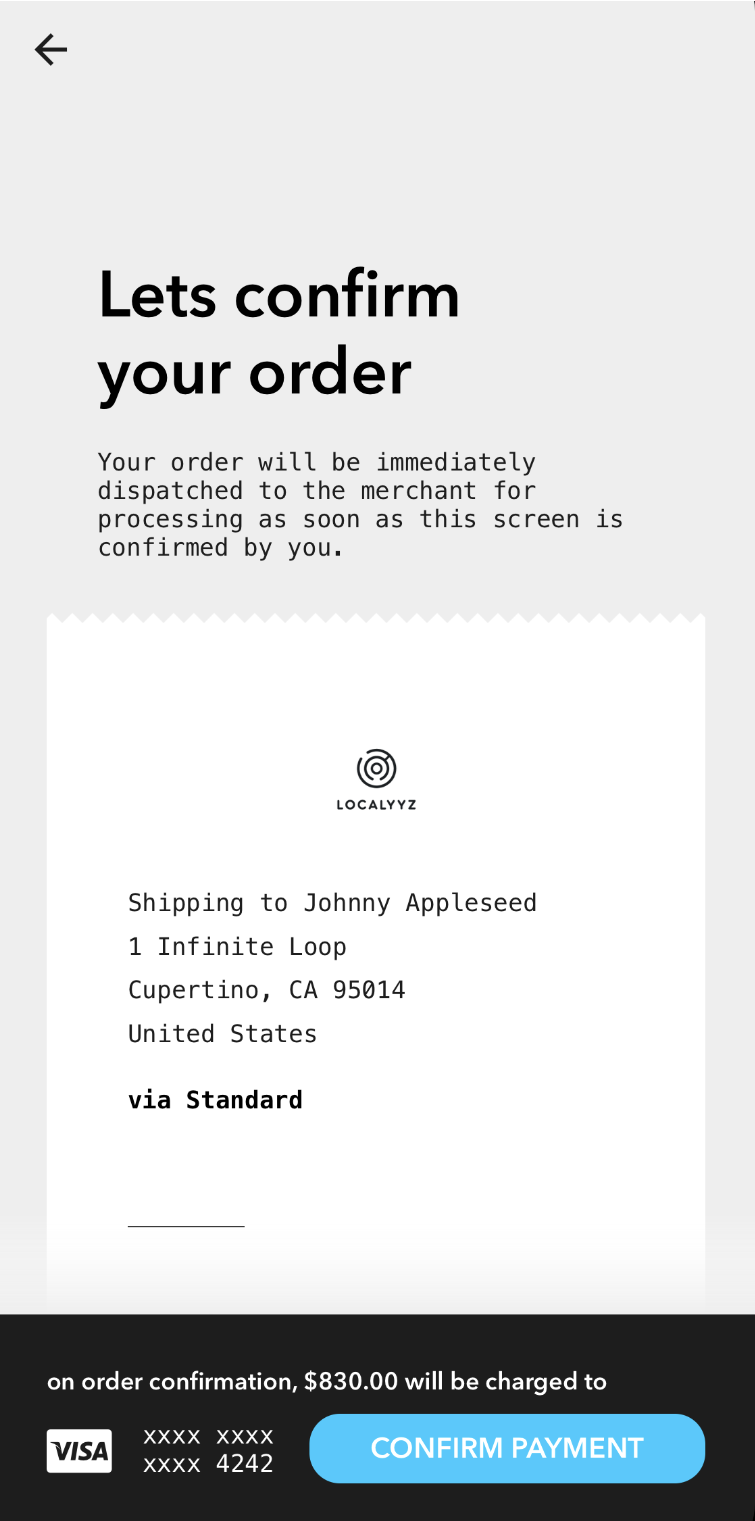 Lets confirm
your order
Your order will be immediately
dispatched to the merchant for
processing as soon as this screen is
confirmed by you.
LOCALYYZ
Shipping to Johnny Appleseed
1 Infinite Loop
Cupertino, CA 95014
United States
via Standard
on order confirmation, $830.00 will be charged to
VISA
xxxx xxxx
xxxx 4242
CONFIRM PAYMENT